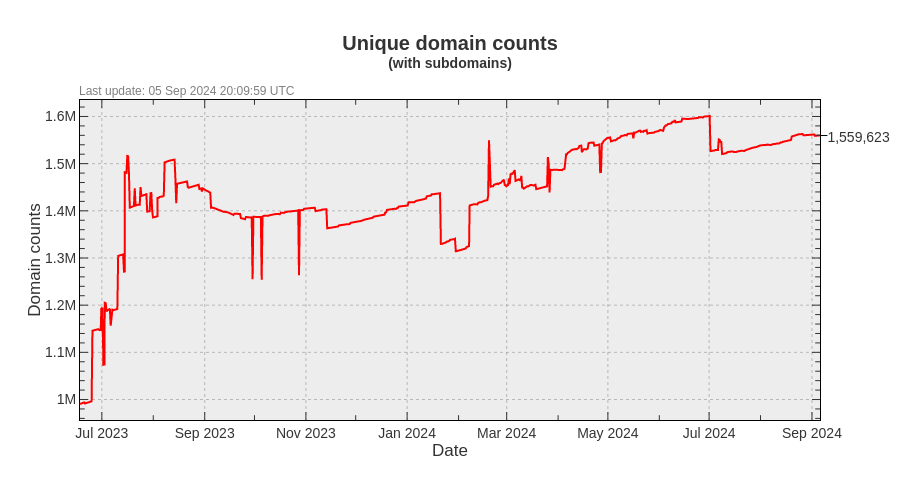 Unique domain counts
(with subdomains)
Last update: 05 Sep 2024 20:09:59 UTC
1.6M
1,559,623
1.5M
1.4M
1.3M
1.2M
1.1M
1M
Domain counts
Jul 2023 Sep 2023 Nov 2023 Jan 2024 Mar 2024 May 2024 Jul 2024 Sep 2024
Date